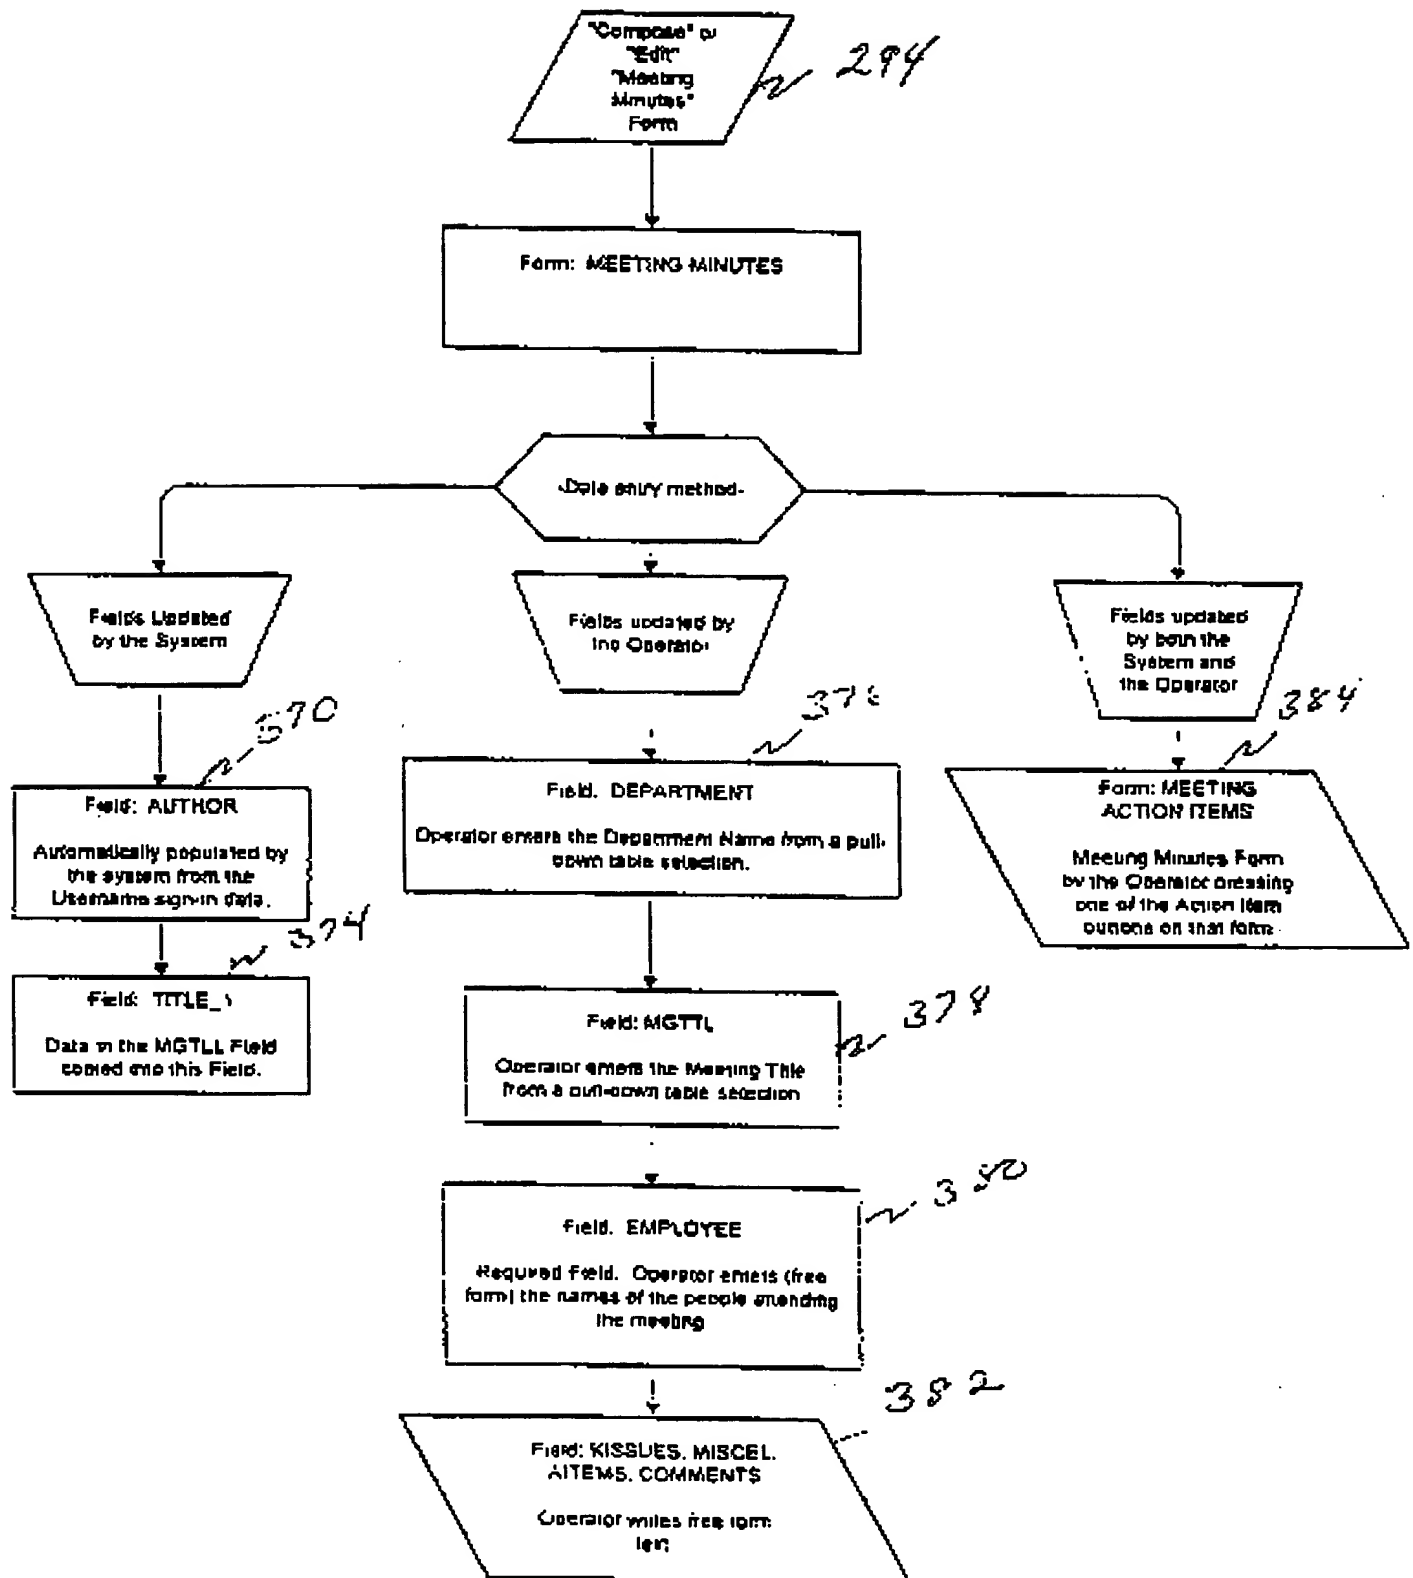 "Compose" or
"Edit"
"Meeting
Minutes"
Form
294
Form: MEETING MINUTES
Data entry method
Fields Updated
by the System
Fields updated by
the Operator
Fields updated
by both the
System and
the Operator
370
Field: AUTHOR
Automatically populated by
the system from the
Username sign-in data.
374
Field: TITLE_1
Data in the MGTLL Field
copied into this Field.
376
Field. DEPARTMENT
Operator enters the Department Name from a pull-
down table selection.
378
Field: MGTTL
Operator enters the Meeting Title
from a pull-down table selection
380
Field. EMPLOYEE
Required Field. Operator enters (free
form) the names of the people attending
the meeting
382
Field: KISSUES, MISCEL,
AITEMS, COMMENTS
Operator writes free form
text
384
Form: MEETING
ACTION ITEMS
Meeting Minutes Form
by the Operator pressing
one of the Action Item
buttons on that form